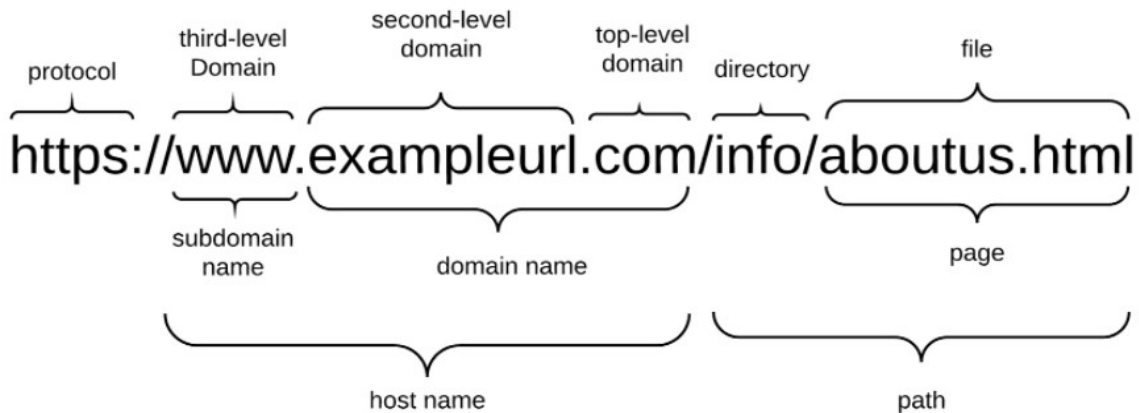 protocol
third-level
Domain
second-level
domain
top-level
domain
directory
file
https://www.exampleurl.com/info/aboutus.html
subdomain
name
domain name
page
host name
path